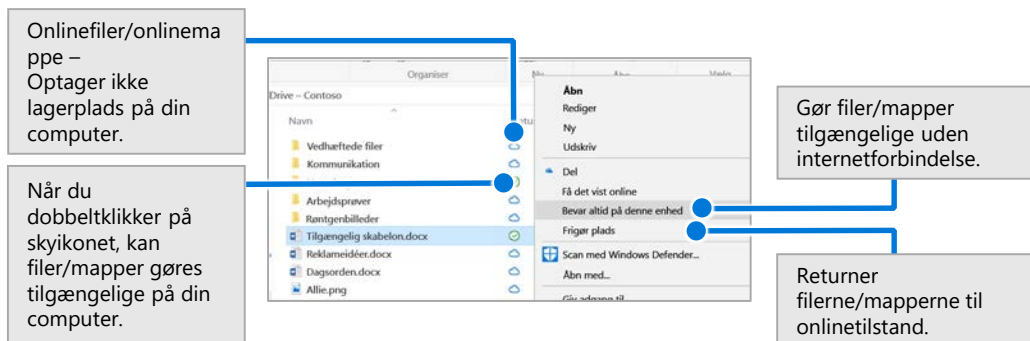 Onlinefiler/onlinema
ppe –
Optager ikke
lagerplads på din
computer.
Når du
dobbeltklikker på
skyikonet, kan
filer/mapper gøres
tilgængelige på din
computer.
Organiser
Drive – Contoso
Navn
Vedhæftede filer
Kommunikation
Arbejdsprøver
Røntgenbilleder
Tilgængelig skabelon.docx
Reklameidéer.docx
Dagsorden.docx
Allie.png
Åbn
Rediger
Ny
Udskriv
Del
Få det vist online
Bevar altid på denne enhed
Frigør plads
Scan med Windows Defender...
Åbn med...
Giv adgang til
Gør filer/mapper
tilgængelige uden
internetforbindelse.
Returner
filerne/mapperne til
onlinetilstand.